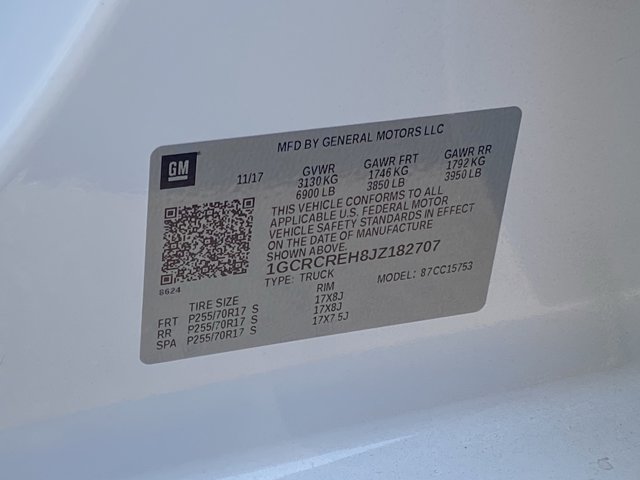 GM
MFD BY GENERAL MOTORS LLC
11/17 GVWR GAWR FRT GAWR RR
3130 KG 1746 KG 1792 KG
6900 LB 3850 LB 3950 LB
THIS VEHICLE CONFORMS TO ALL
APPLICABLE U.S. FEDERAL MOTOR
VEHICLE SAFETY STANDARDS IN EFFECT
ON THE DATE OF MANUFACTURE
SHOWN ABOVE.
1GCRCREH8JZ182707
8624
TYPE: TRUCK MODEL: 87CC15753
TIRE SIZE RIM
FRT P255/70R17 S 17X8J
RR P255/70R17 S 17X8J
SPA P255/70R17 S 17X7.5J